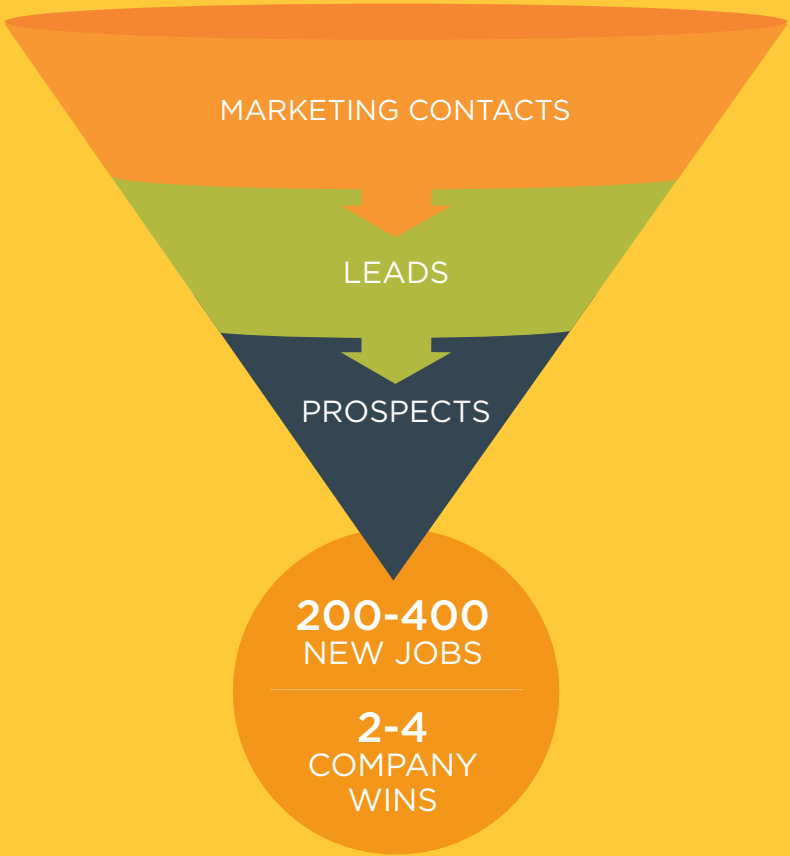 MARKETING CONTACTS
LEADS
PROSPECTS
200-400
NEW JOBS
2-4
COMPANY
WINS